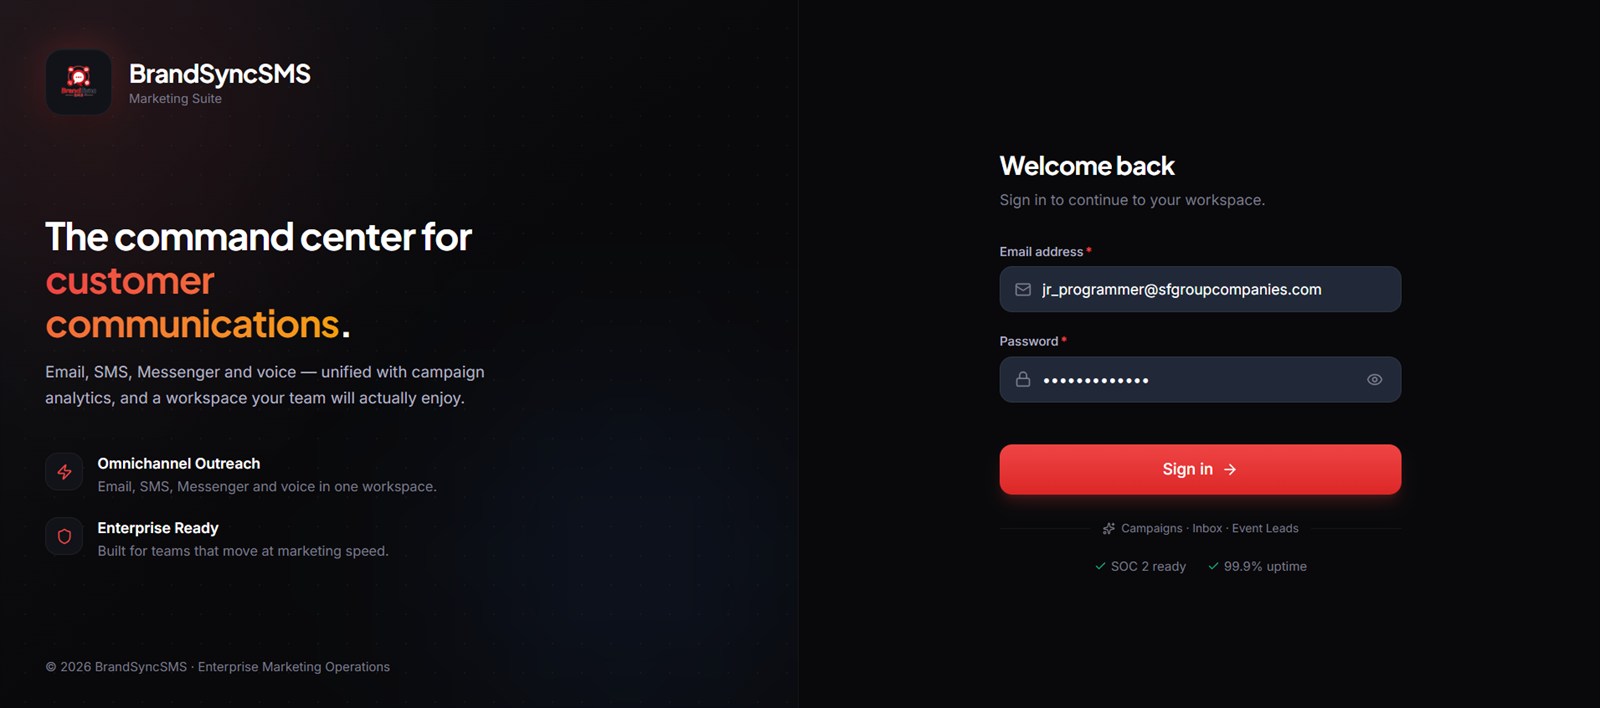 BrandSyncSMS
Marketing Suite
The command center for
customer
communications.
Email, SMS, Messenger and voice — unified with campaign
analytics, and a workspace your team will actually enjoy.
Omnichannel Outreach
Email, SMS, Messenger and voice in one workspace.
Enterprise Ready
Built for teams that move at marketing speed.
© 2026 BrandSyncSMS · Enterprise Marketing Operations
Welcome back
Sign in to continue to your workspace.
Email address *
jr_programmer@sfgroupcompanies.com
Password *
•••••••••••••
Sign in →
Campaigns · Inbox · Event Leads
✓ SOC 2 ready ✓ 99.9% uptime